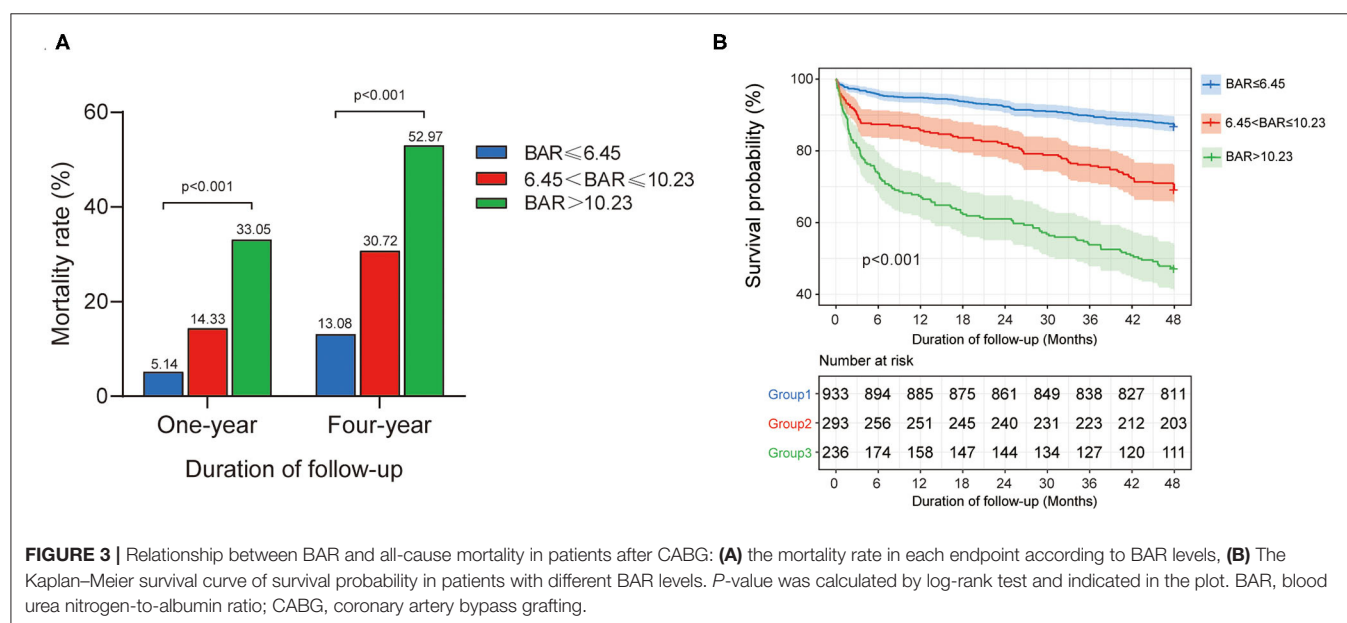 A
60
40
20
0
Mortality rate (%)
p<0.001
p<0.001
5.14
14.33
33.05
13.08
30.72
52.97
One-year Four-year
Duration of follow-up
BAR⩽6.45
6.45<BAR⩽10.23
BAR>10.23
B
100
80
60
40
Survival probability (%)
p<0.001
0 6 12 18 24 30 36 42 48
Duration of follow-up (Months)
BAR≤6.45
6.45<BAR≤10.23
BAR>10.23
Number at risk
Group1 933 894 885 875 861 849 838 827 811
Group2 293 256 251 245 240 231 223 212 203
Group3 236 174 158 147 144 134 127 120 111
0 6 12 18 24 30 36 42 48
Duration of follow-up (Months)
FIGURE 3 | Relationship between BAR and all-cause mortality in patients after CABG: (A) the mortality rate in each endpoint according to BAR levels, (B) The
Kaplan–Meier survival curve of survival probability in patients with different BAR levels. P-value was calculated by log-rank test and indicated in the plot. BAR, blood
urea nitrogen-to-albumin ratio; CABG, coronary artery bypass grafting.